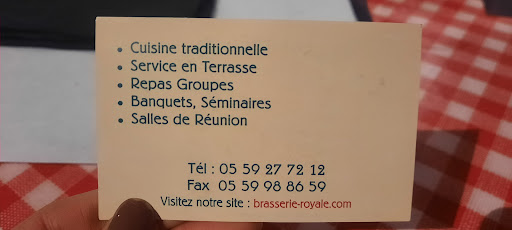 • Cuisine traditionnelle
• Service en Terrasse
• Repas Groupes
• Banquets, Séminaires
• Salles de Réunion
Tél : 05 59 27 72 12
Fax 05 59 98 86 59
Visitez notre site : brasserie-royale.com